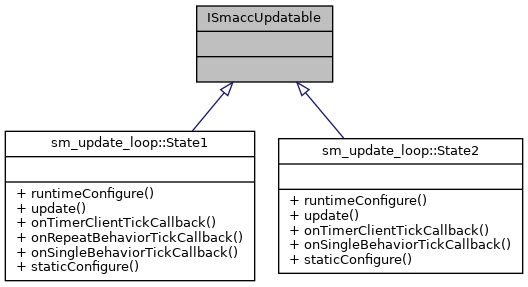 ISmaccUpdatable
sm_update_loop::State1
+ runtimeConfigure()
+ update()
+ onTimerClientTickCallback()
+ onRepeatBehaviorTickCallback()
+ onSingleBehaviorTickCallback()
+ staticConfigure()
sm_update_loop::State2
+ runtimeConfigure()
+ update()
+ onTimerClientTickCallback()
+ onSingleBehaviorTickCallback()
+ staticConfigure()